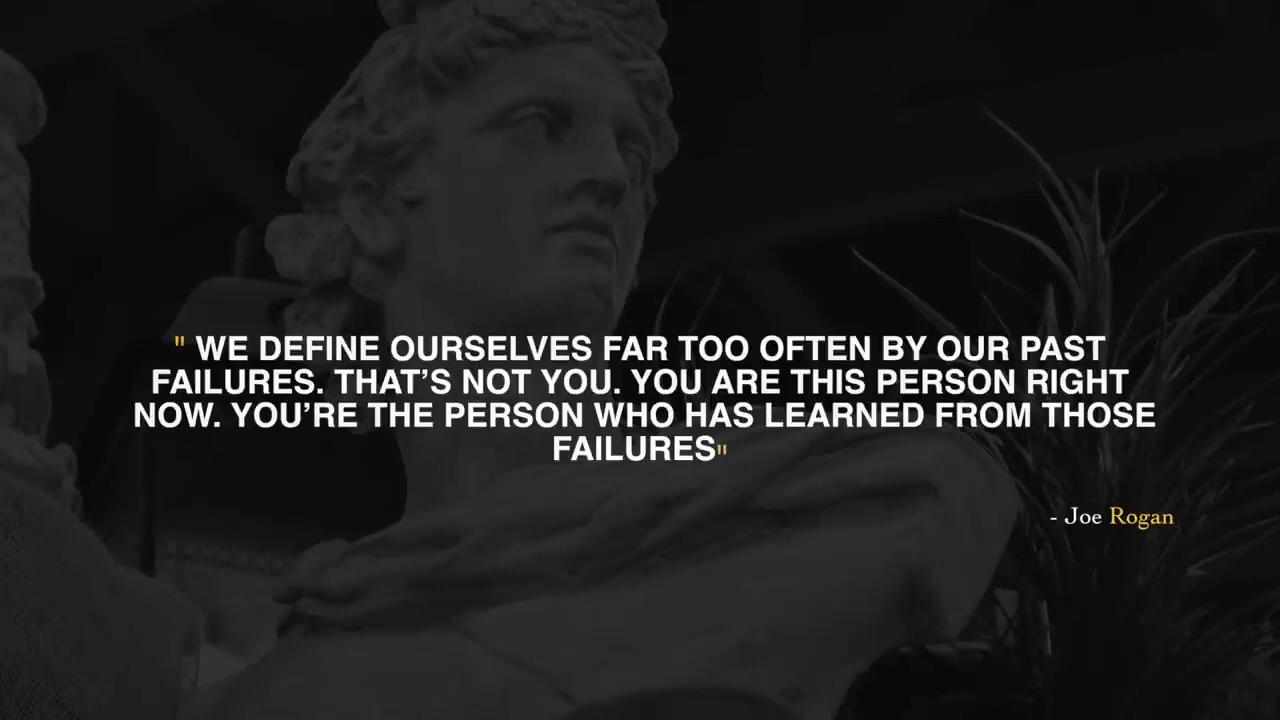 " WE DEFINE OURSELVES FAR TOO OFTEN BY OUR PAST
FAILURES. THAT’S NOT YOU. YOU ARE THIS PERSON RIGHT
NOW. YOU’RE THE PERSON WHO HAS LEARNED FROM THOSE
FAILURES"
- Joe Rogan